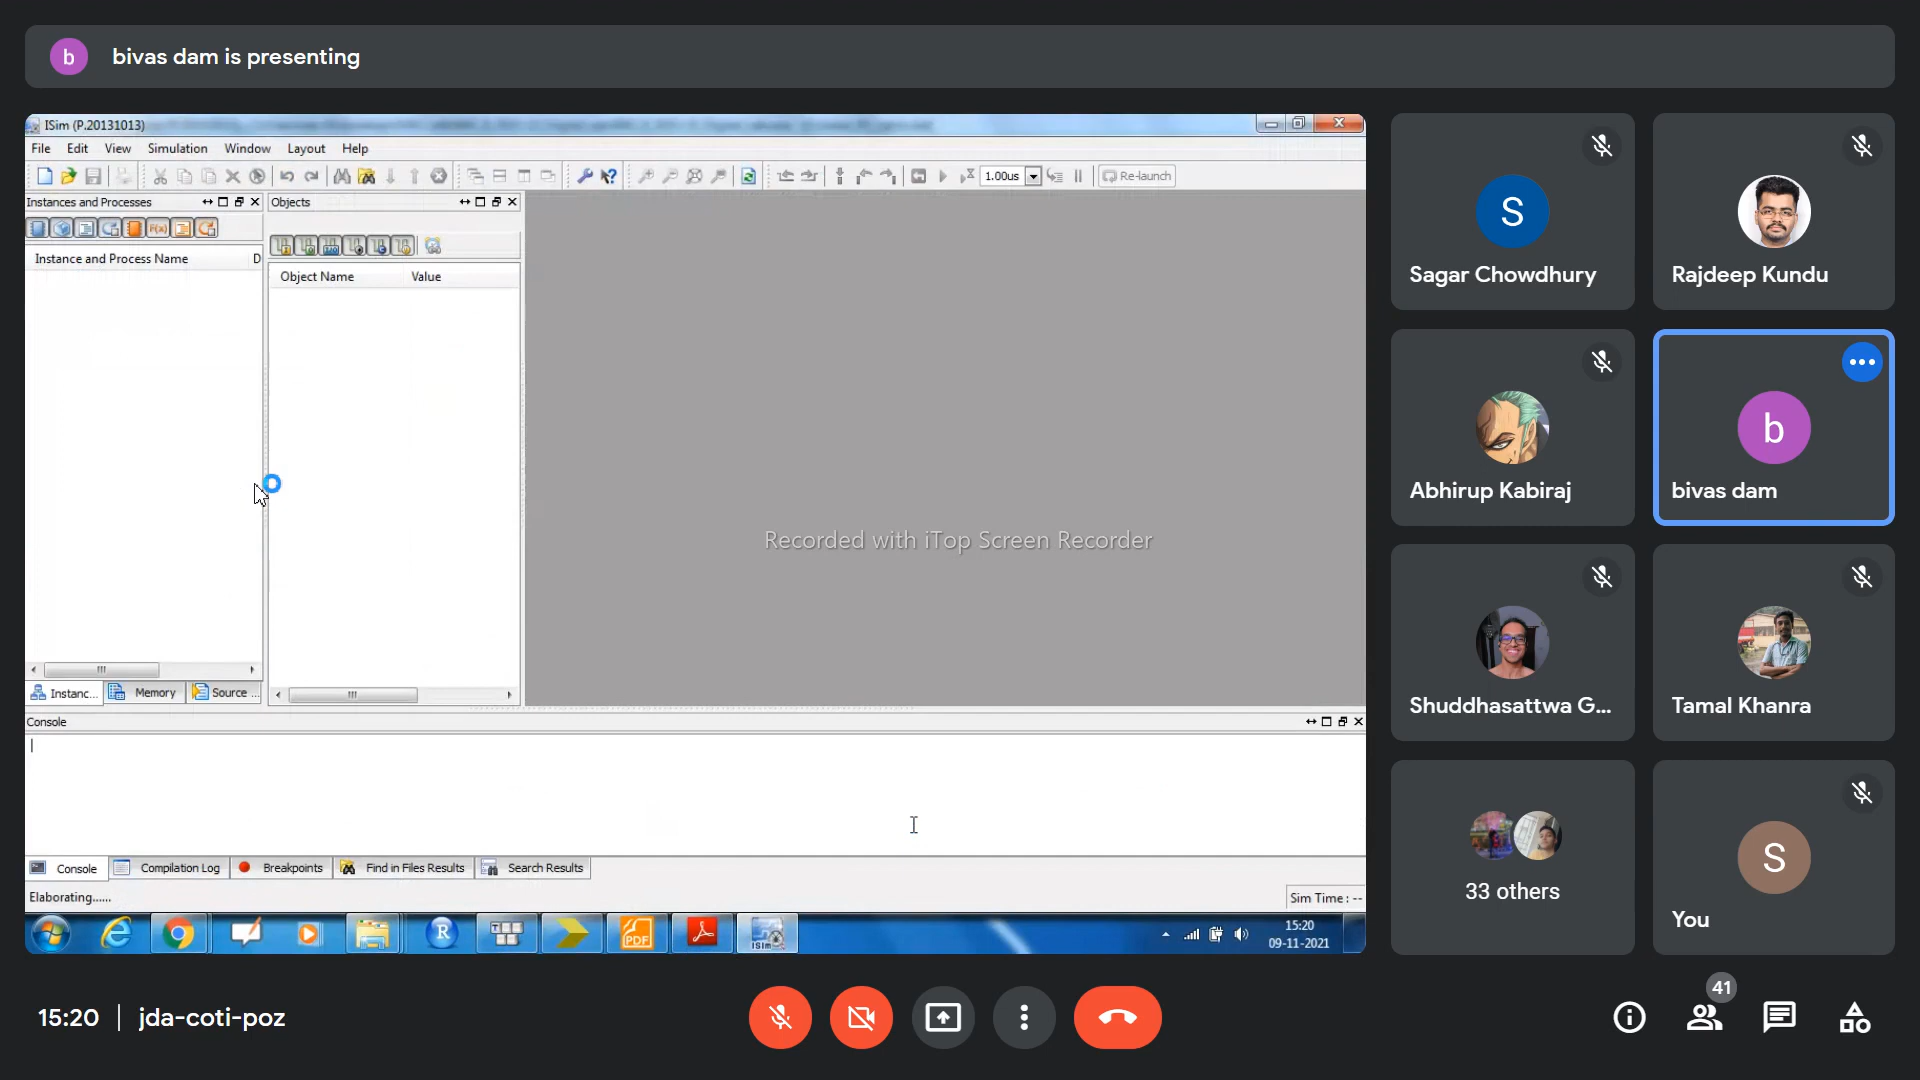 b bivas dam is presenting
ISim (P.20131013)
File Edit View Simulation Window Layout Help
1.00us Re-launch
Instances and Processes
Objects
Instance and Process Name D
Object Name Value
Instanc... Memory Source ...
Console
Console Compilation Log Breakpoints Find in Files Results Search Results
Elaborating......
Sim Time : --
PDF
ISim
15:20
09-11-2021
Recorded with iTop Screen Recorder
S
Sagar Chowdhury
Rajdeep Kundu
Abhirup Kabiraj
b
bivas dam
Shuddhasattwa G...
Tamal Khanra
33 others
S
You
15:20 | jda-coti-poz
41